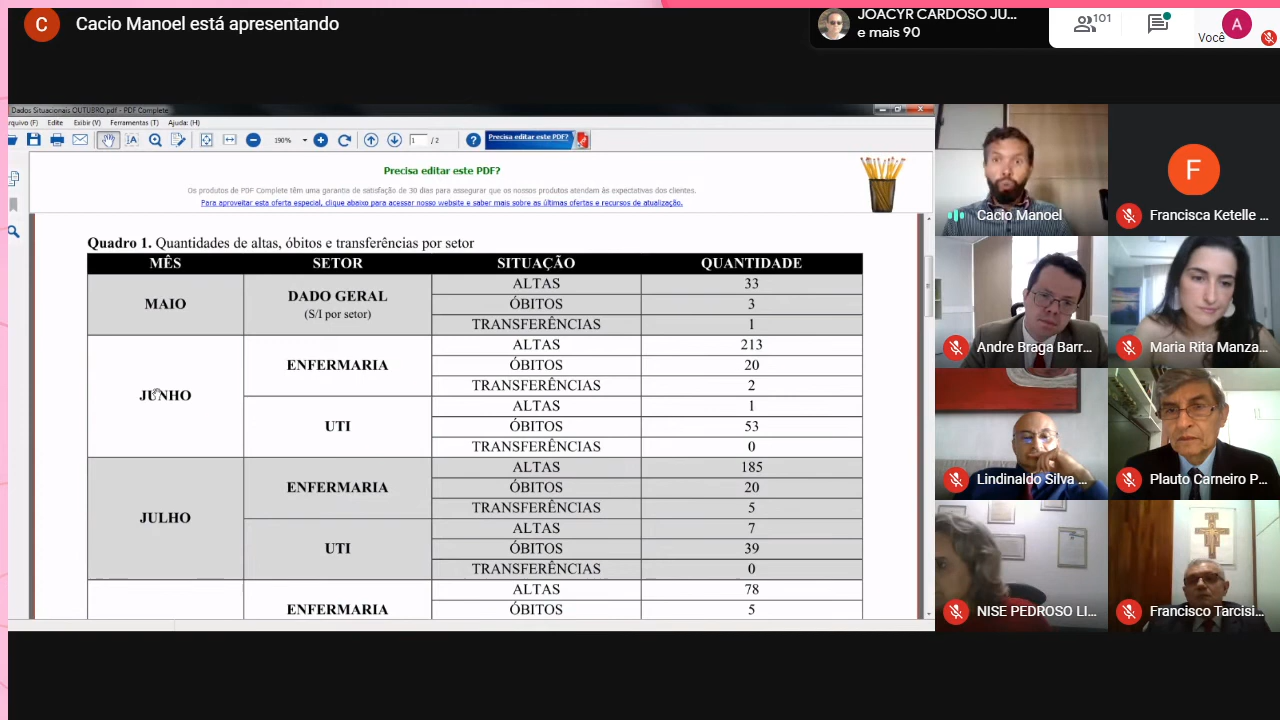 C
Cacio Manoel está apresentando
JOACYR CARDOSO JU...
e mais 90
101
A
Você
Dados Situacionais OUTUBRO.pdf - PDF Complete
rquivo (F) Edite Exibir (V) Ferramentas (T) Ajuda: (H)
190% 1 / 2 Precisa editar este PDF?
Precisa editar este PDF?
Os produtos de PDF Complete têm uma garantia de satisfação de 30 dias para assegurar que os nossos produtos atendam às expectativas dos clientes.
Para aproveitar esta oferta especial, clique abaixo para acessar nosso website e saber mais sobre as últimas ofertas e recursos de atualização.
Quadro 1. Quantidades de altas, óbitos e transferências por setor
MÊS SETOR SITUAÇÃO QUANTIDADE
MAIO DADO GERAL (S/I por setor) ALTAS 33
ÓBITOS 3
TRANSFERÊNCIAS 1
JUNHO ENFERMARIA ALTAS 213
ÓBITOS 20
TRANSFERÊNCIAS 2
UTI ALTAS 1
ÓBITOS 53
TRANSFERÊNCIAS 0
JULHO ENFERMARIA ALTAS 185
ÓBITOS 20
TRANSFERÊNCIAS 5
UTI ALTAS 7
ÓBITOS 39
TRANSFERÊNCIAS 0
ENFERMARIA ALTAS 78
ÓBITOS 5
Cacio Manoel
F
Francisca Ketelle ...
Andre Braga Barr...
Maria Rita Manza...
Lindinaldo Silva ...
Plauto Carneiro P...
NISE PEDROSO LI...
Francisco Tarcisi...